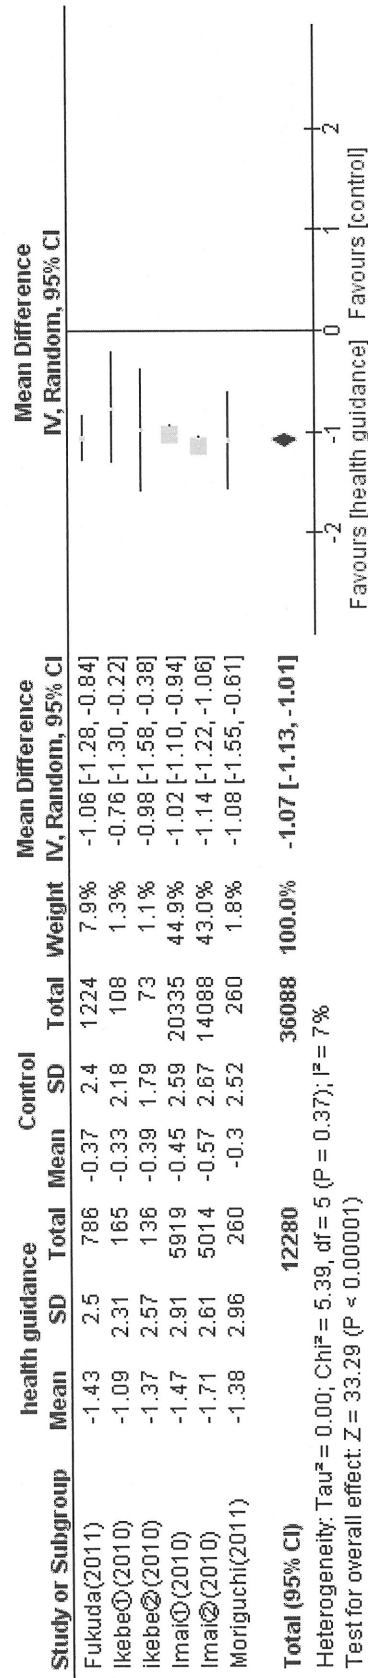 health guidance Control Mean Difference Mean Difference
Study or Subgroup Mean SD Total Mean SD Total Weight IV, Random, 95% CI IV, Random, 95% CI
Fukuda(2011) -1.43 2.5 786 -0.37 2.4 1224 7.9% -1.06 [-1.28, -0.84]
Ikebe①(2010) -1.09 2.31 165 -0.33 2.18 108 1.3% -0.76 [-1.30, -0.22]
ikebe②(2010) -1.37 2.57 136 -0.39 1.79 73 1.1% -0.98 [-1.58, -0.38]
Imai①(2010) -1.47 2.91 5919 -0.45 2.59 20335 44.9% -1.02 [-1.10, -0.94]
Imai②(2010) -1.71 2.61 5014 -0.57 2.67 14088 43.0% -1.14 [-1.22, -1.06]
Moriguchi(2011) -1.38 2.96 260 -0.3 2.52 260 1.8% -1.08 [-1.55, -0.61]
Total (95% CI) 12280 36088 100.0% -1.07 [-1.13, -1.01]
Heterogeneity: Tau² = 0.00; Chi² = 5.39, df = 5 (P = 0.37); I² = 7%
Test for overall effect: Z = 33.29 (P < 0.00001)
-2 -1 0 1 2
Favours [health guidance] Favours [control]